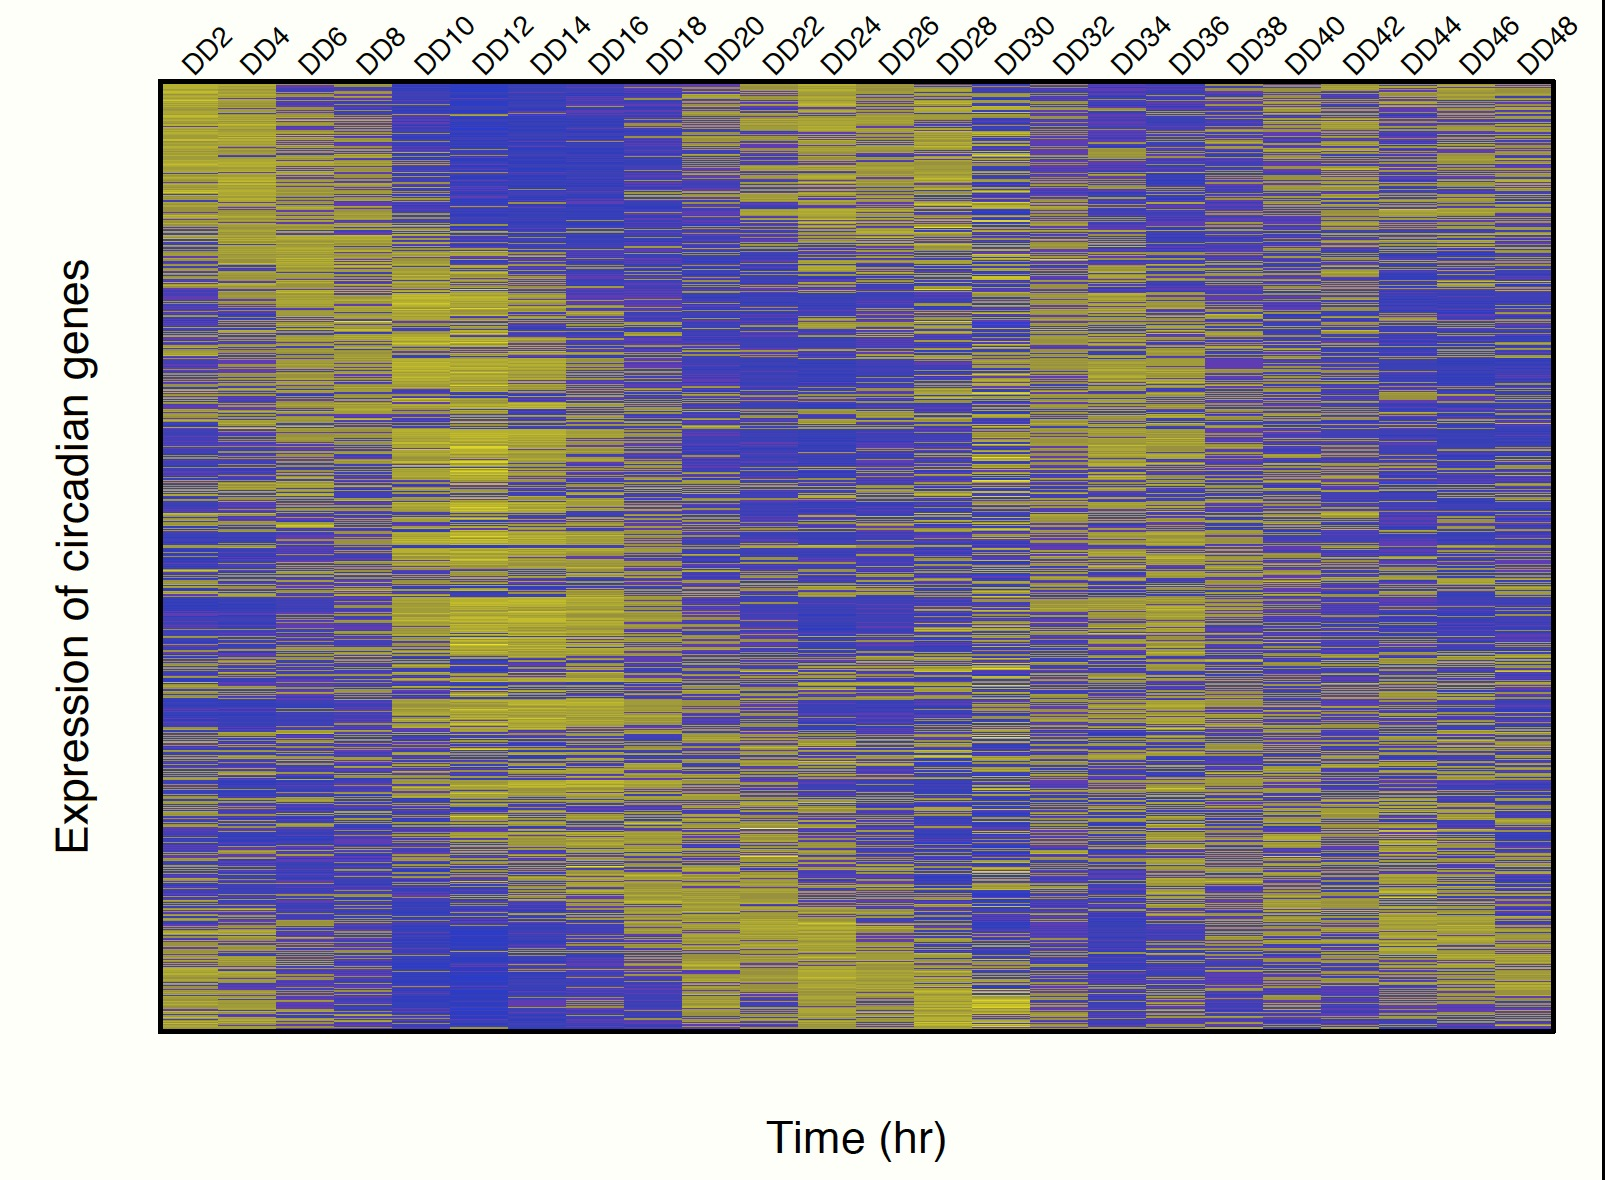 DD2 DD4 DD6 DD8 DD10 DD12 DD14 DD16 DD18 DD20 DD22 DD24 DD26 DD28 DD30 DD32 DD34 DD36 DD38 DD40 DD42 DD44 DD46 DD48
Expression of circadian genes
Time (hr)